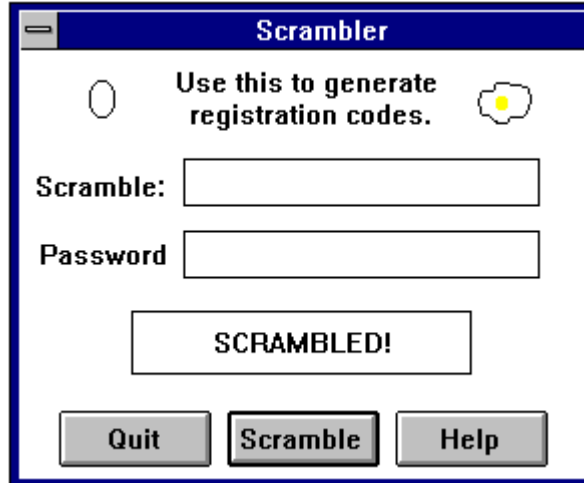 Scrambler
Use this to generate
registration codes.
Scramble:
Password
SCRAMBLED!
Quit
Scramble
Help